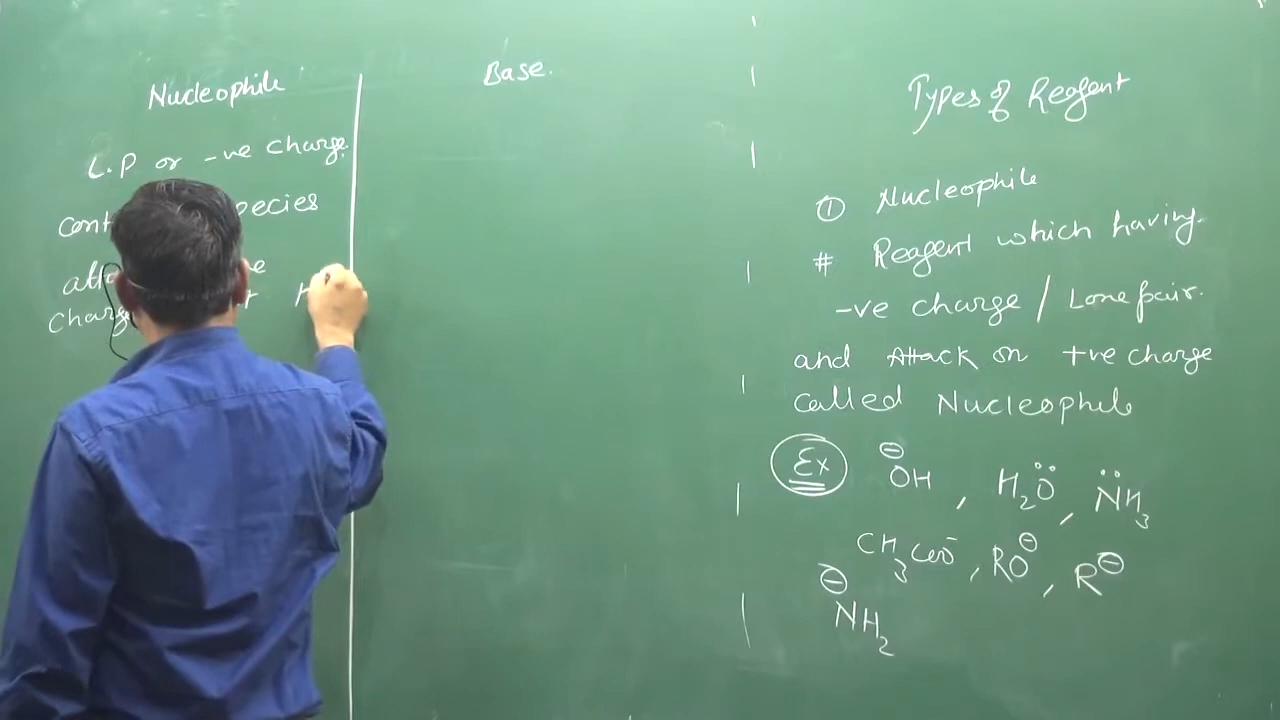 Nucleophile
L.P or -ve charge
Base.
Types of Reagent
① Nucleophile
# Reagent which having
-ve charge / Lone pair.
and Attack on +ve charge
called Nucleophile
Ex ⊖OH , H2Ö , N̈H3
CH3COO- , RO⊖ , R⊖
⊖NH2